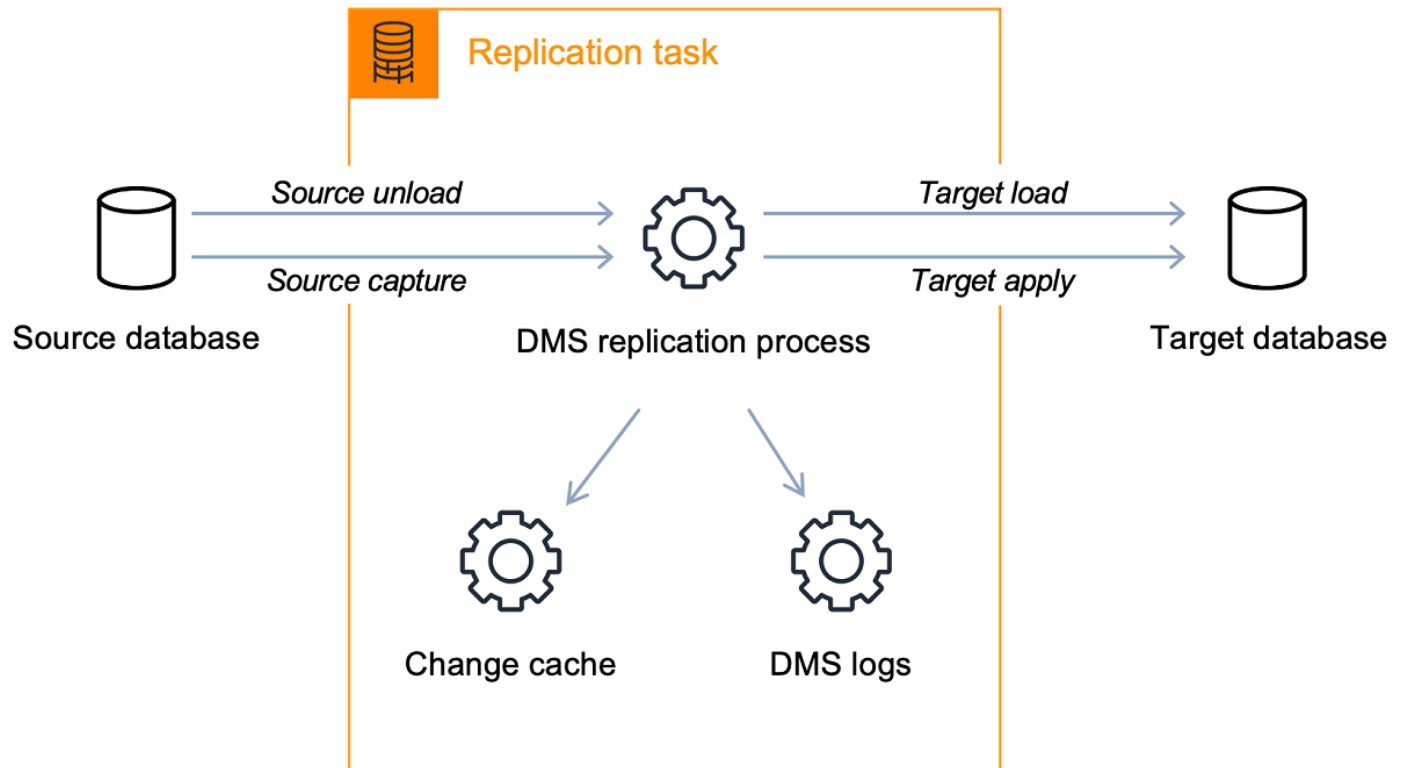 Replication task
Source unload
Target load
Source capture
Target apply
Source database
DMS replication process
Target database
Change cache
DMS logs